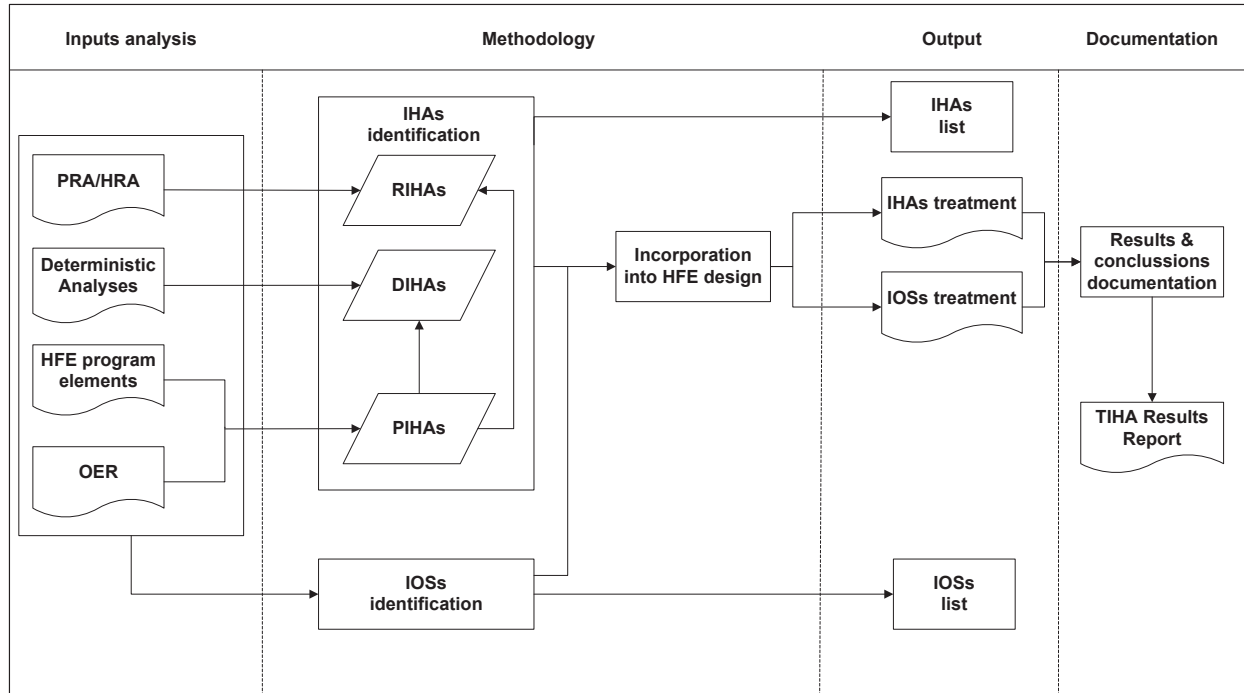 Inputs analysis
Methodology
Output
Documentation
PRA/HRA
Deterministic
Analyses
HFE program
elements
OER
IHAs
identification
RIHAs
DIHAs
PIHAs
IOSs
identification
Incorporation
into HFE design
IHAs
list
IHAs treatment
IOSs treatment
IOSs
list
Results &
conclussions
documentation
TIHA Results
Report